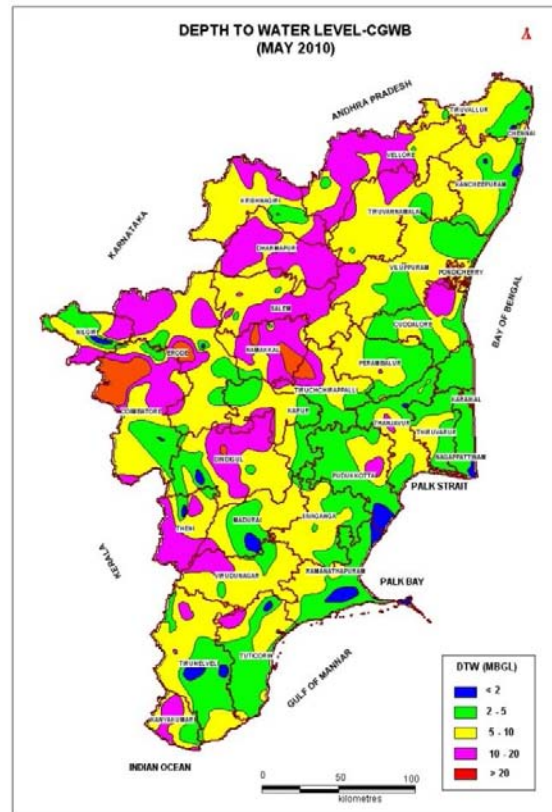 DEPTH TO WATER LEVEL-CGWB
(MAY 2010)
ANDHRA PRADESH
TIRUVALLUR
CHENNAI
VELLORE
KANCHEEPURAM
KRISHNAGIRI
TIRUVANNAMALAI
KARNATAKA
DHARMAPURI
VILUPPURAM
PONDICHERRY
SALEM
BAY OF BENGAL
NILGIRI
CUDDALORE
ERODE
NAMAKKAL
PERAMBALUR
TIRUCHCHIRAPPALLI
KARAIKAL
COIMBATORE
KARUR
THANJAVUR
THIRUVARUR
DINDIGUL
NAGAPPATTINAM
PUDUKKOTTAI
PALK STRAIT
MADURAI
SIVAGANGA
THENI
KERALA
RAMANATHAPURAM
VIRUDUNAGAR
PALK BAY
TUTICORIN
TIRUNELVELI
GULF OF MANNAR
KANYAKUMARI
INDIAN OCEAN
DTW (MBGL)
< 2
2 - 5
5 - 10
10 - 20
> 20
0 50 100
kilometres